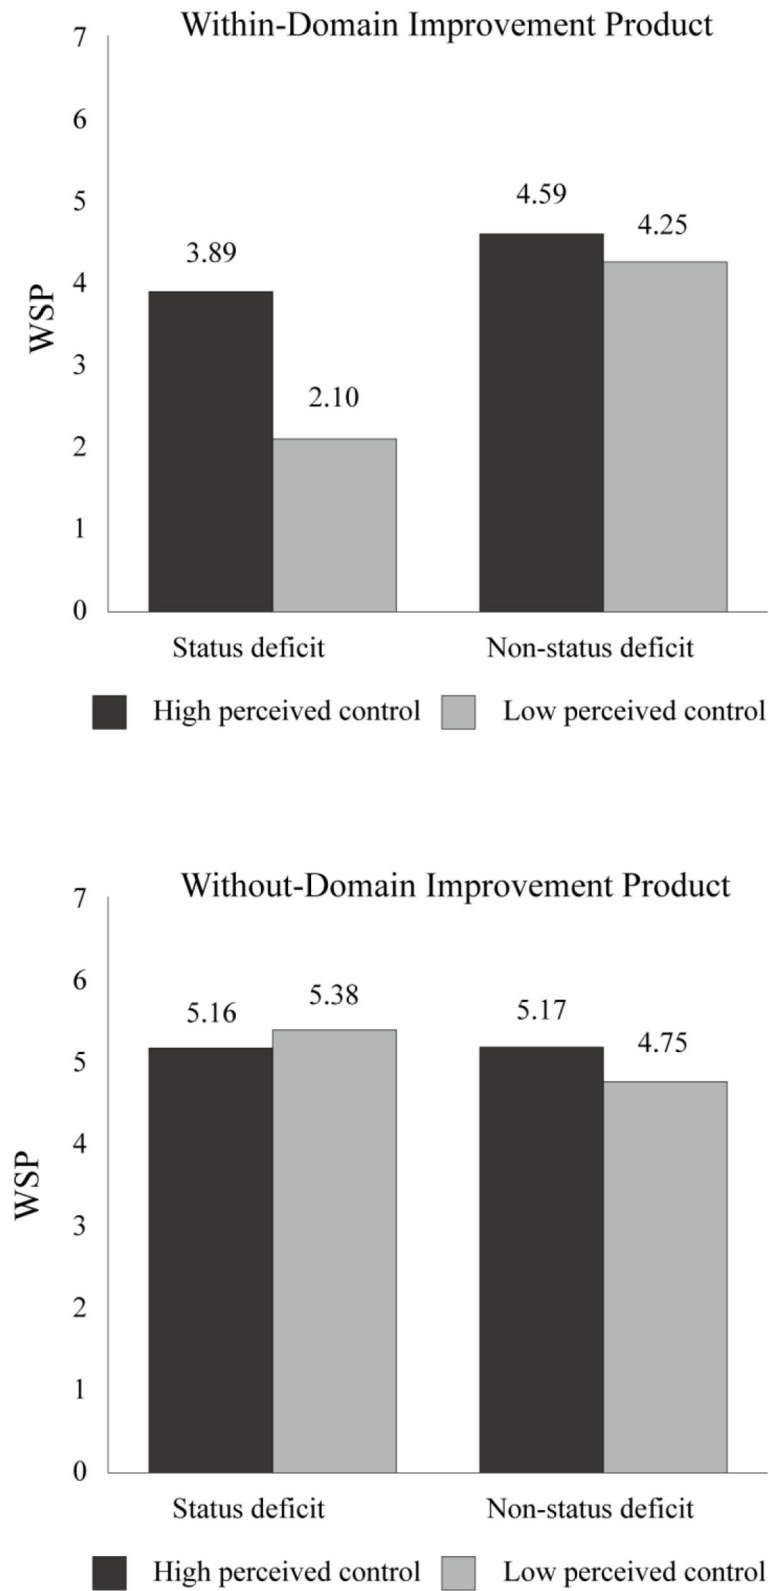 Within-Domain Improvement Product
7
6
5
4
3
2
1
0
WSP
3.89
2.10
4.59
4.25
Status deficit
Non-status deficit
High perceived control
Low perceived control
Without-Domain Improvement Product
7
6
5
4
3
2
1
0
WSP
5.16
5.38
5.17
4.75
Status deficit
Non-status deficit
High perceived control
Low perceived control